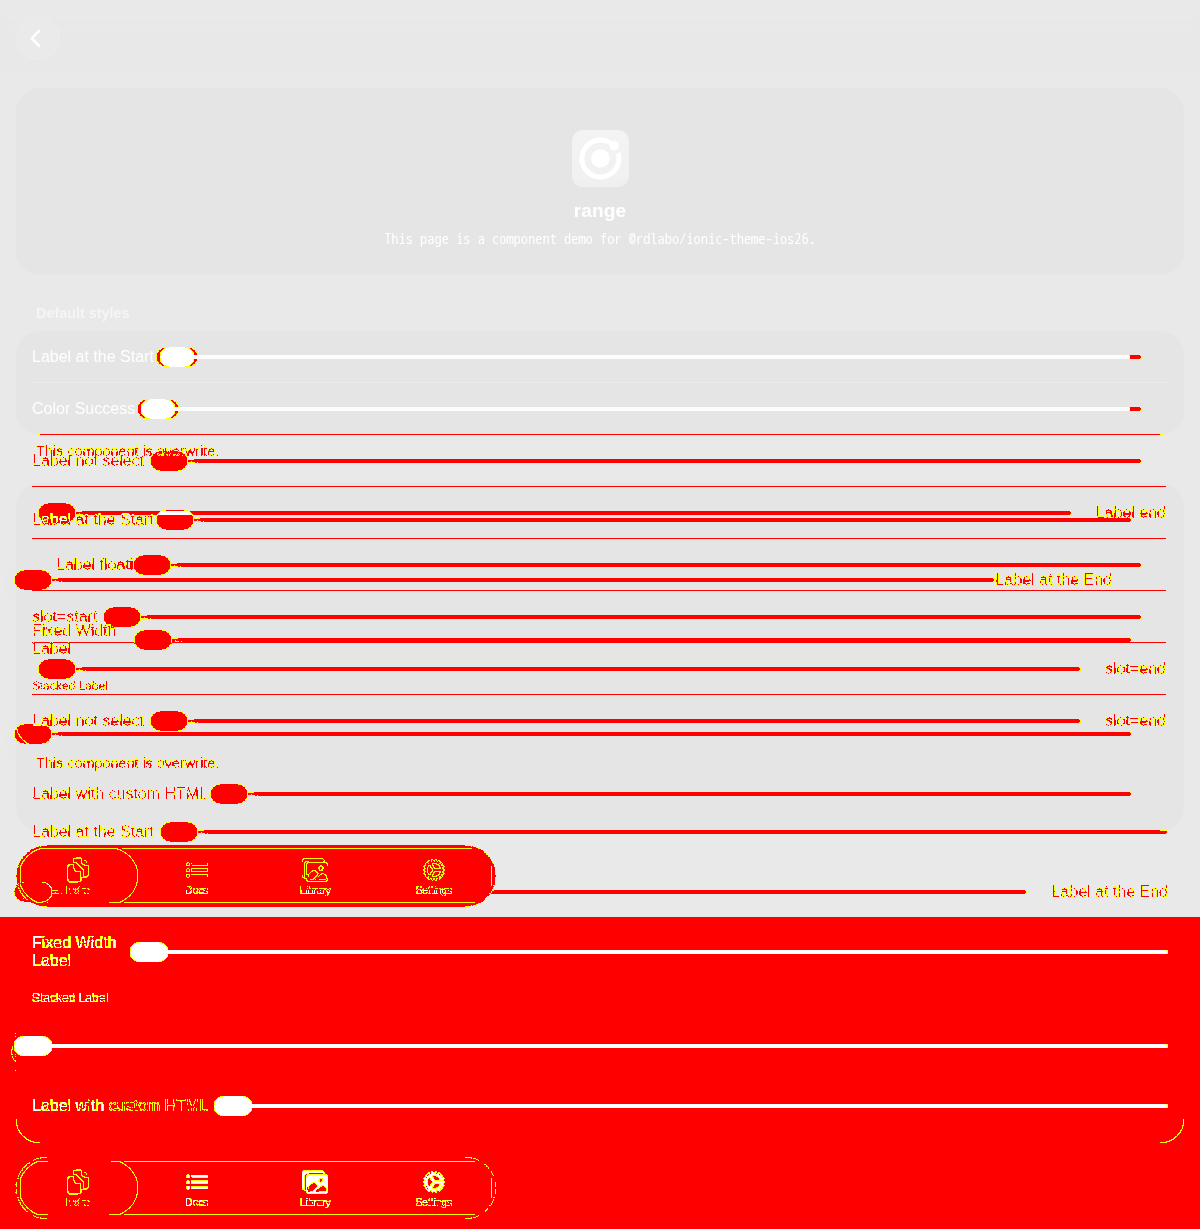 range
This page is a component demo for @rdlabo/ionic-theme-ios26.
Default styles
Label at the Start
Color Success
This component is overwrite.
Label not select
Label end
Label at the Start
Label floati
Label at the End
slot=start
Fixed Width
Label
slot=end
Stacked Label
Label not select
slot=end
This component is overwrite.
Label with custom HTML
Label at the Start
Docs
Library
Settings
Label at the End
Fixed Width
Label
Stacked Label
Label with custom HTML
Docs
Library
Settings